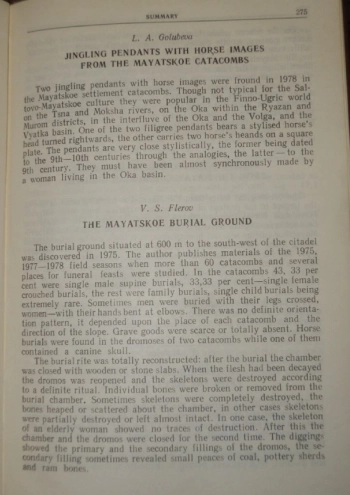 SUMMARY 275
L. A. Golubeva
JINGLING PENDANTS WITH HORSE IMAGES
FROM THE MAYATSKOE CATACOMBS
Two jingling pendants with horse images were fround in 1978 in
the Mayatskoe settlement catacombs. Though not typical for the Sal-
tovo-Mayatskoe culture they were popular in the Finno-Ugric world
on the Tsna and Moksha rivers, on the Oka within the Ryazan and
Murom districts, in the interfluve of the Oka and the Volga, and the
Vyatka basin. One of the two filigree pendants bears a stylised horse's
head turned rightwards, the other carries two horse's beands on a square
plate. The pendants are very close stylistically, the former being dated
to the 9th—10th centuries through the analogies, the latter — to the
9th century. They must have been almost synchronously made by
a woman living in the Oka basin.
V. S. Flerov
THE MAYATSKOE BURIAL GROUND
The burial ground situated at 600 m to the south-west of the citadel
was discovered in 1975. The author publishes materials of the 1975,
1977—1978 field seasons when more than 60 catacombs and several
places for funeral feasts were studied. In the catacombs 43, 33 per
cent were single male supine burials, 33,33 per cent—single female
crouched burials, the rest were family burials, single child burials being
extremely rare. Sometimes men were buried with their legs crossed,
women—with their hands bent at elbows. There was no definite orienta-
tion pattern, it depended upon the place of each catacomb and the
direction of the slope. Grave goods were scarce or totally absent. Horse
burials were found in the dromoses of two catacombs while one of them
contained a canine skull.
The burial rite was totally reconstructed: after the burial the chamber
was closed with wooden or stone slabs. When the flesh had been decayed
the dromos was reopened and the skeletons were destroyed according
to a definite ritual. Individual bones were broken or removed from the
burial chamber. Sometimes skeletons were completely destroyed, the
bones heaped or scattered about the chamber, in other cases skeletons
were partially destroyed or left almost intact. In one case, the skeleton
of an elderly woman showed no traces of destruction. After this the
chamber and the dromos were closed for the second time. The diggings
showed the primary and the secondary fillings of the dromos, the se-
condary filling sometimes revealed small peaces of coal, pottery sherds
and ram bones.